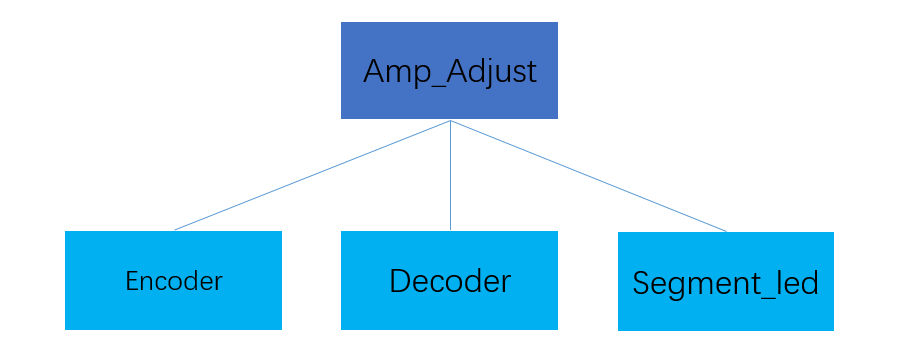 Amp_Adjust
Encoder
Decoder
Segment_led